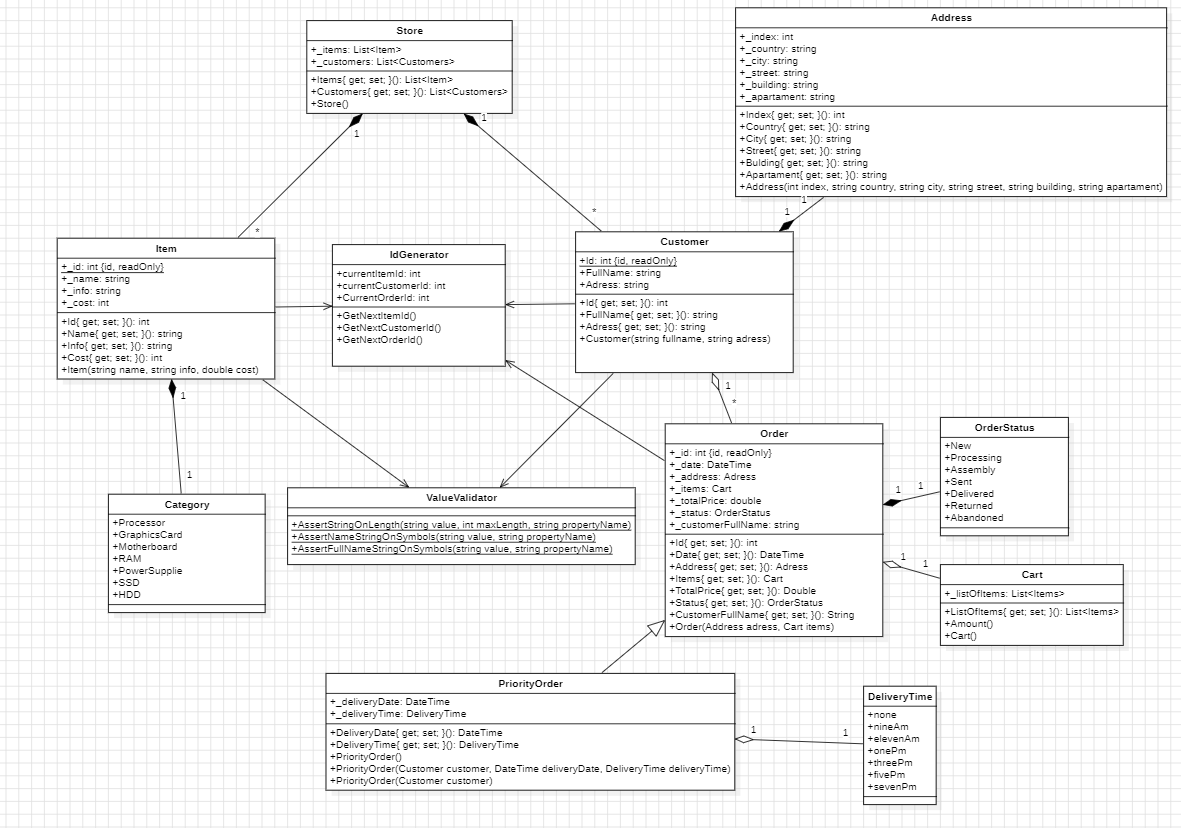 Store
+_items: List<Item>
+_customers: List<Customers>
+Items{ get; set; }(): List<Item>
+Customers{ get; set; }(): List<Customers>
+Store()
1
1
*
*
Address
+_index: int
+_country: string
+_city: string
+_street: string
+_building: string
+_apartament: string
+Index{ get; set; }(): int
+Country{ get; set; }(): string
+City{ get; set; }(): string
+Street{ get; set; }(): string
+Bulding{ get; set; }(): string
+Apartament{ get; set; }(): string
+Address(int index, string country, string city, string street, string building, string apartament)
1
1
Item
+_id: int {id, readOnly}
+_name: string
+_info: string
+_cost: int
+Id{ get; set; }(): int
+Name{ get; set; }(): string
+Info{ get; set; }(): string
+Cost{ get; set; }(): int
+Item(string name, string info, double cost)
1
1
IdGenerator
+currentItemId: int
+currentCustomerId: int
+CurrentOrderId: int
+GetNextItemId()
+GetNextCustomerId()
+GetNextOrderId()
Customer
+Id: int {id, readOnly}
+FullName: string
+Adress: string
+Id{ get; set; }(): int
+FullName{ get; set; }(): string
+Adress{ get; set; }(): string
+Customer(string fullname, string adress)
1
*
Category
+Processor
+GraphicsCard
+Motherboard
+RAM
+PowerSupplie
+SSD
+HDD
ValueValidator
+AssertStringOnLength(string value, int maxLength, string propertyName)
+AssertNameStringOnSymbols(string value, string propertyName)
+AssertFullNameStringOnSymbols(string value, string propertyName)
Order
+_id: int {id, readOnly}
+_date: DateTime
+_address: Adress
+_items: Cart
+_totalPrice: double
+_status: OrderStatus
+_customerFullName: string
+Id{ get; set; }(): int
+Date{ get; set; }(): DateTime
+Address{ get; set; }(): Adress
+Items{ get; set; }(): Cart
+TotalPrice{ get; set; }(): Double
+Status{ get; set; }(): OrderStatus
+CustomerFullName{ get; set; }(): String
+Order(Address adress, Cart items)
1
1
1
1
OrderStatus
+New
+Processing
+Assembly
+Sent
+Delivered
+Returned
+Abandoned
Cart
+_listOfItems: List<Items>
+ListOfItems{ get; set; }(): List<Items>
+Amount()
+Cart()
PriorityOrder
+_deliveryDate: DateTime
+_deliveryTime: DeliveryTime
+DeliveryDate{ get; set; }(): DateTime
+DeliveryTime{ get; set; }(): DeliveryTime
+PriorityOrder()
+PriorityOrder(Customer customer, DateTime deliveryDate, DeliveryTime deliveryTime)
+PriorityOrder(Customer customer)
1
1
DeliveryTime
+none
+nineAm
+elevenAm
+onePm
+threePm
+fivePm
+sevenPm